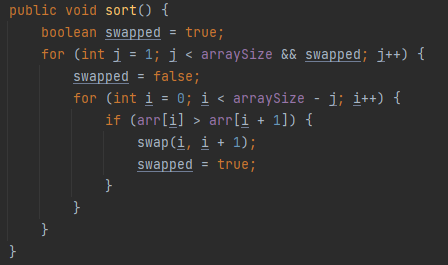 public void sort() {
    boolean swapped = true;
    for (int j = 1; j < arraySize && swapped; j++) {
        swapped = false;
        for (int i = 0; i < arraySize - j; i++) {
            if (arr[i] > arr[i + 1]) {
                swap(i, i + 1);
                swapped = true;
            }
        }
    }
}